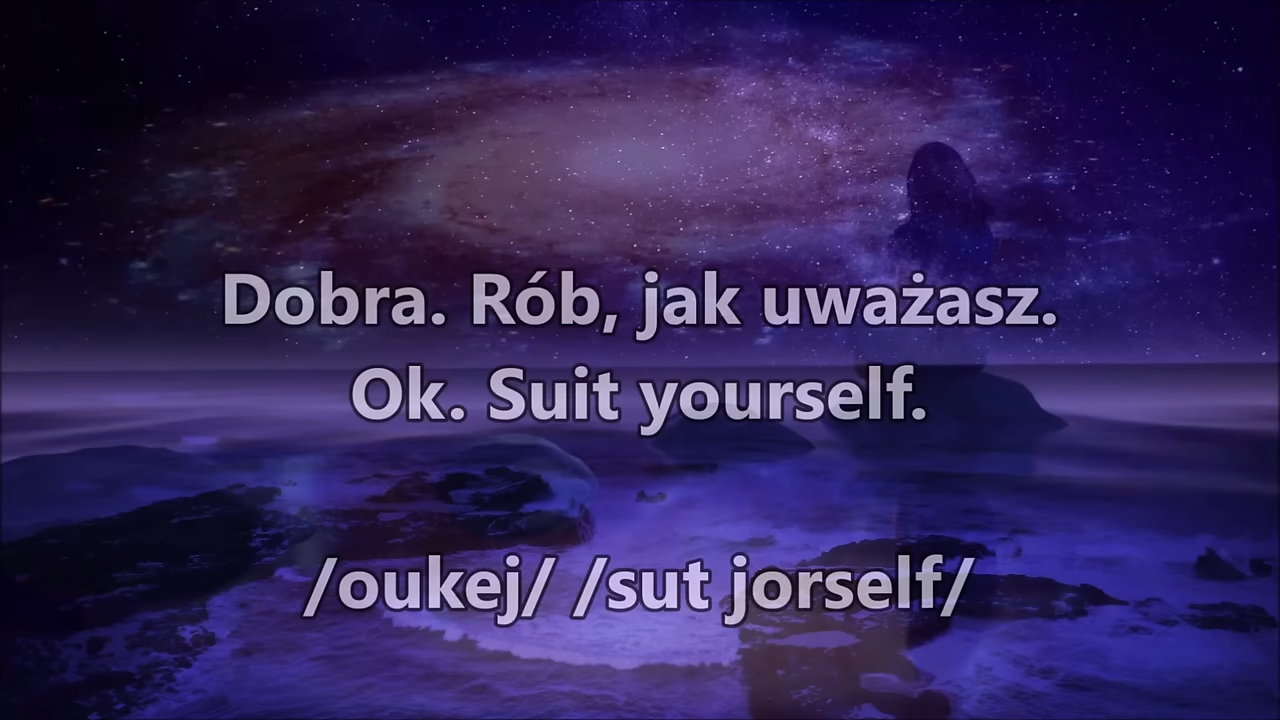 Dobra. Rób, jak uważasz.
Ok. Suit yourself.
/oukej/ /sut jorself/